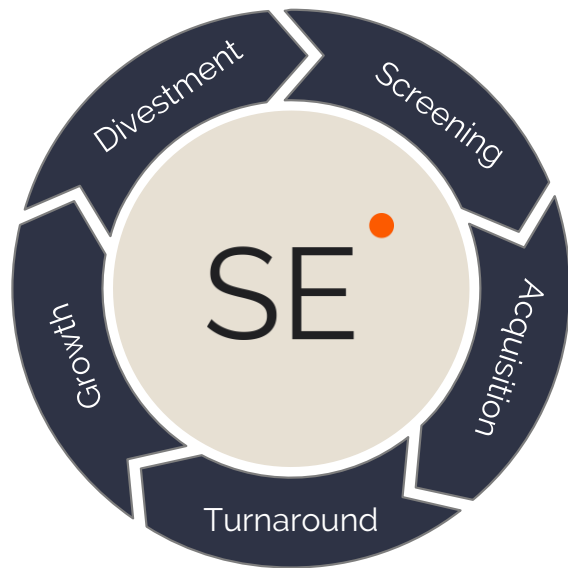 Screening
Acquisition
Turnaround
Growth
Divestment
SE